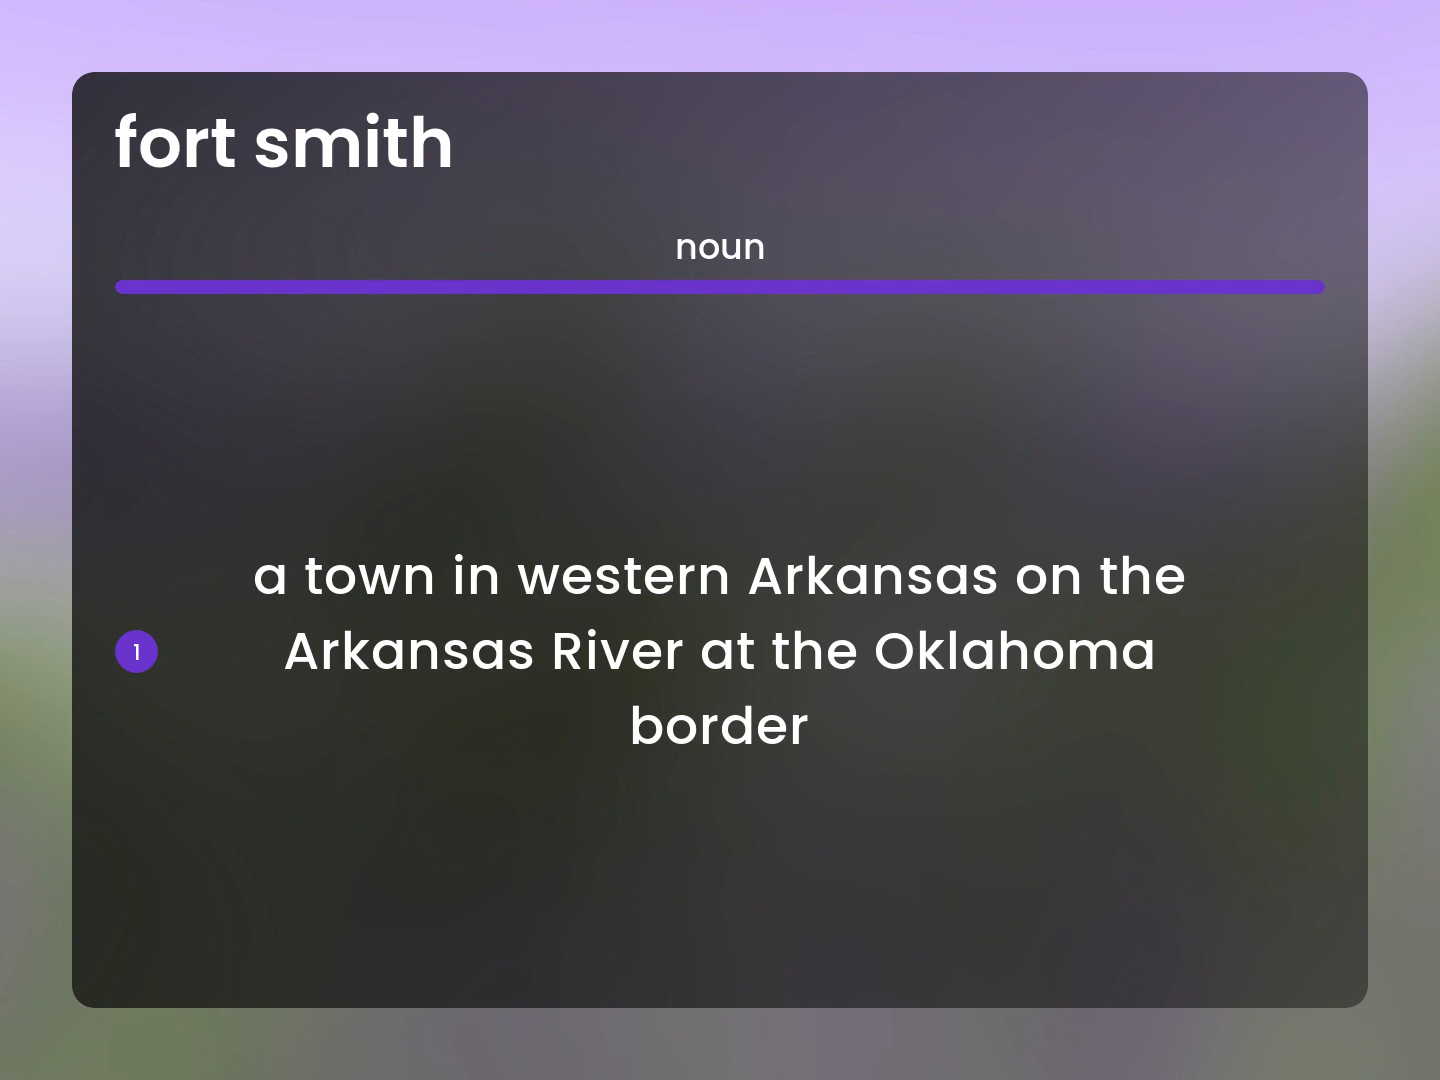 fort smith
noun
1
a town in western Arkansas on the
Arkansas River at the Oklahoma
border